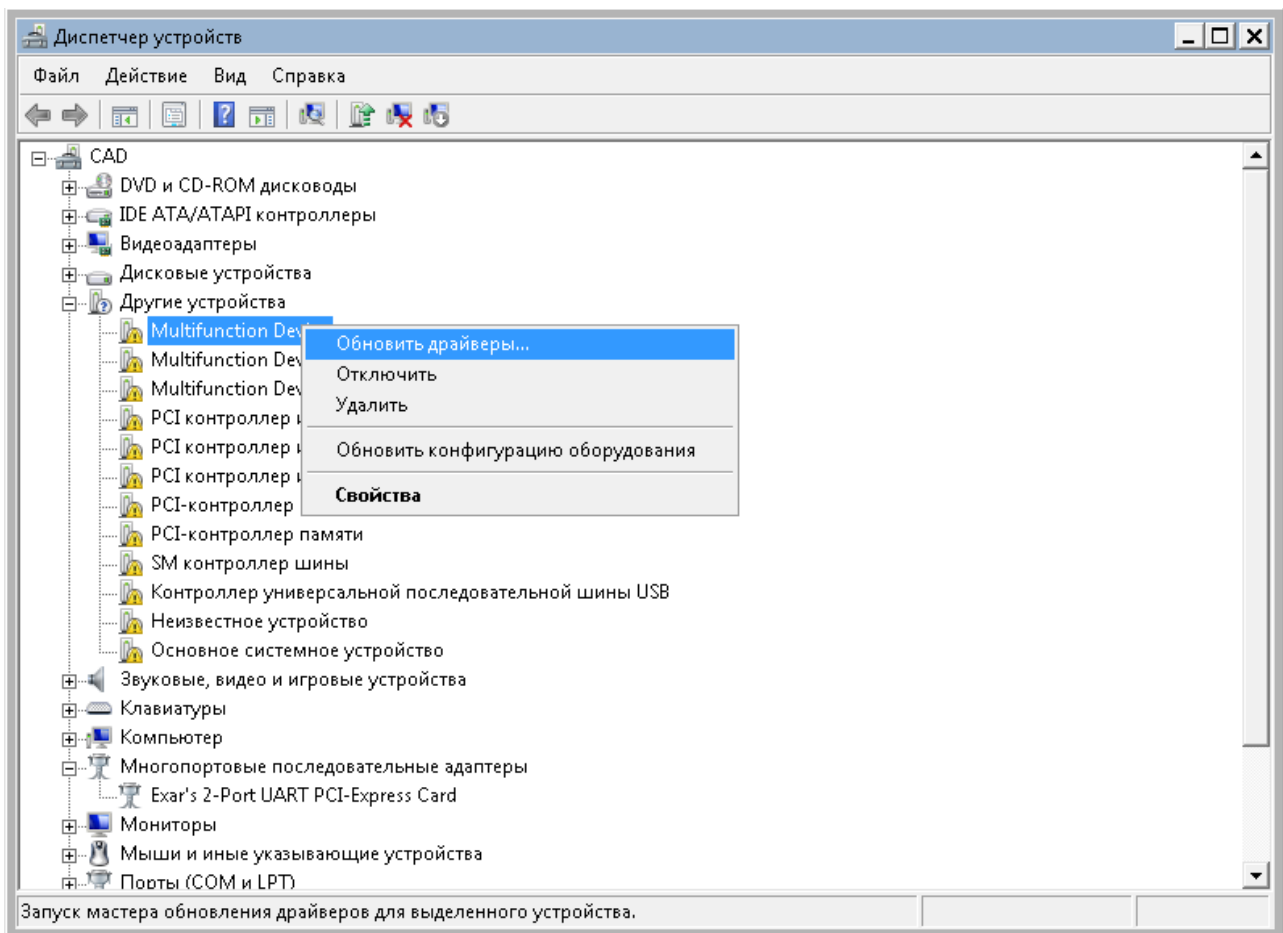 Диспетчер устройств
Файл Действие Вид Справка
CAD
DVD и CD-ROM дисководы
IDE ATA/ATAPI контроллеры
Видеоадаптеры
Дисковые устройства
Другие устройства
Multifunction
Обновить драйверы...
Multifunction
Отключить
Multifunction
Удалить
PCI контроллер
PCI контроллер
Обновить конфигурацию оборудования
PCI контроллер
Свойства
PCI-контроллер
PCI-контроллер памяти
SM контроллер шины
Контроллер универсальной последовательной шины USB
Неизвестное устройство
Основное системное устройство
Звуковые, видео и игровые устройства
Клавиатуры
Компьютер
Многопортовые последовательные адаптеры
Exar's 2-Port UART PCI-Express Card
Мониторы
Мыши и иные указывающие устройства
Порты (COM и LPT)
Запуск мастера обновления драйверов для выделенного устройства.